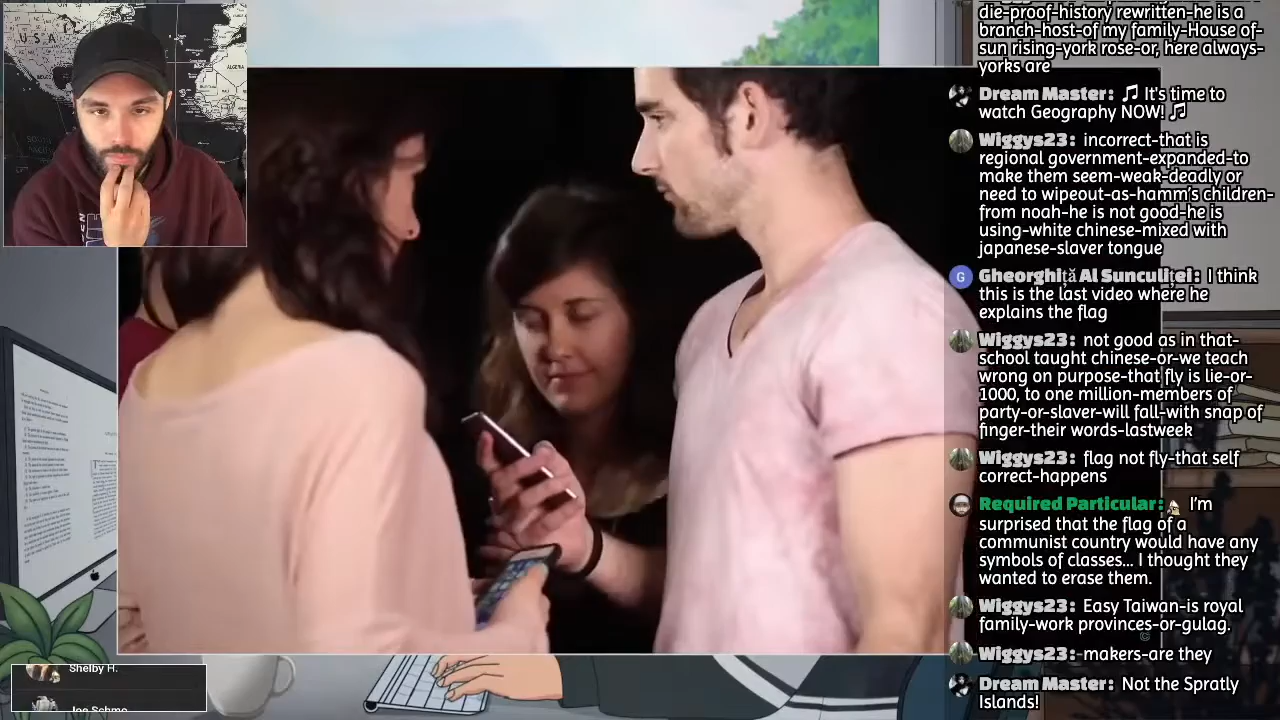 USA
ALGERIA
die-proof-history rewritten-he is a
branch-host-of my family-House of-
sun rising-york rose-or, here always-
yorks are
Dream Master: 🎵 It's time to
watch Geography NOW! 🎵
Wiggys23: incorrect-that is
regional government-expanded-to
make them seem-weak-deadly or
need to wipeout-as-hamm's children-
from noah-he is not good-he is
using-white chinese-mixed with
japanese-slaver tongue
G Gheorghiță Al Sunculiței: I think
this is the last video where he
explains the flag
Wiggys23: not good as in that-
school taught chinese-or-we teach
wrong on purpose-that fly is lie-or-
1000, to one million-members of
party-or-slaver-will fall-with snap of
finger-their words-lastweek
Wiggys23: flag not fly-that self
correct-happens
Required Particular: I'm
surprised that the flag of a
communist country would have any
symbols of classes... I thought they
wanted to erase them.
Wiggys23: Easy Taiwan-is royal
family-work provinces-or-gulag.
Wiggys23: -makers-are they
Dream Master: Not the Spratly
Islands!
Shelby H.
Joe Schmo